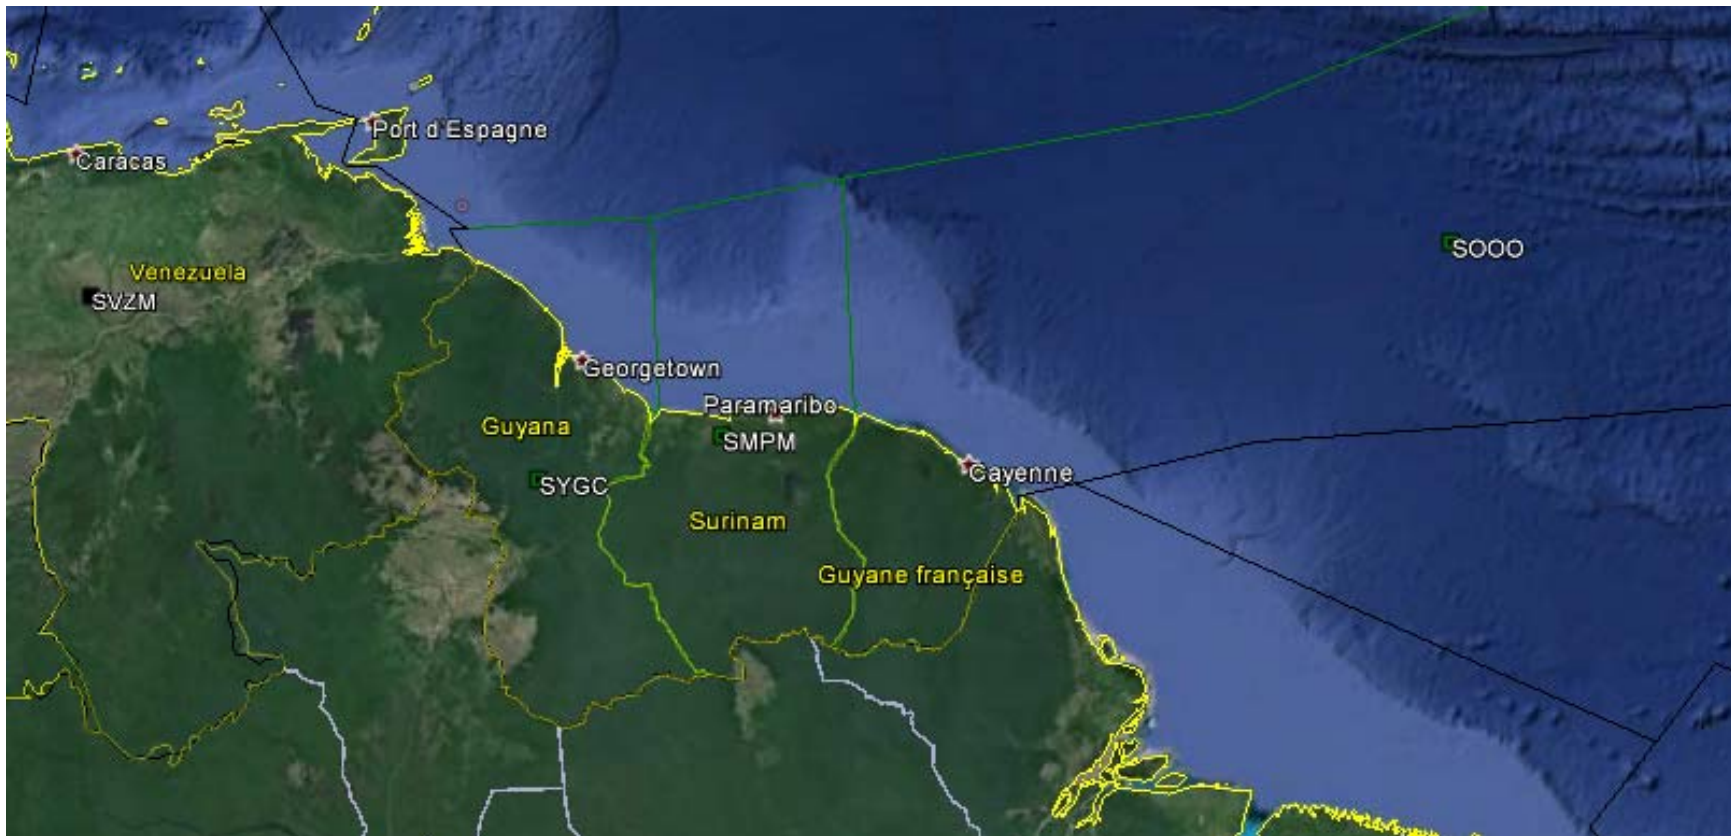 Port d'Espagne
Caracas
SOOO
Venezuela
SVZM
Georgetown
Paramaribo
Guyana
SMPM
Cayenne
SYGC
Surinam
Guyane française